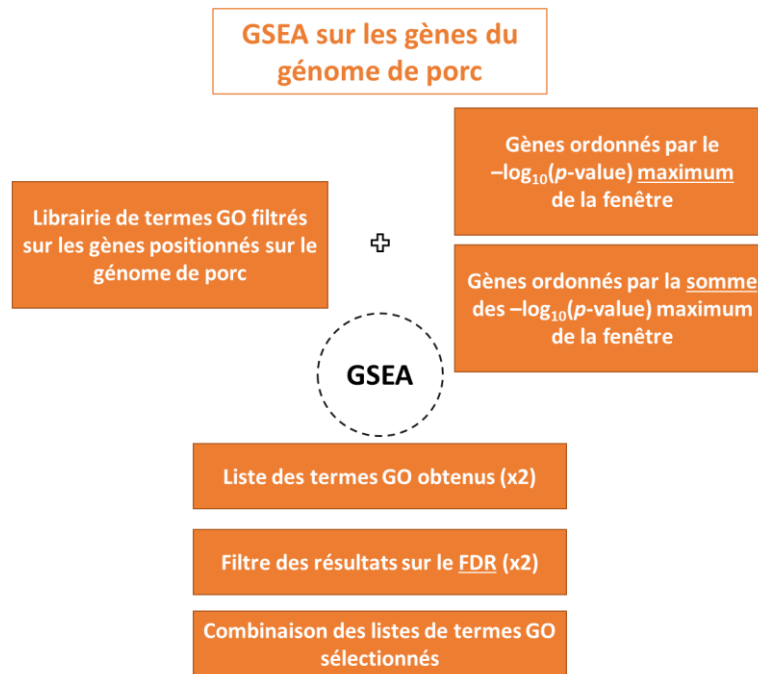 GSEA sur les gènes du
génome de porc
Librairie de termes GO filtrés
sur les gènes positionnés sur le
génome de porc
Gènes ordonnés par le
–log10(p-value) maximum
de la fenêtre
Gènes ordonnés par la somme
des –log10(p-value) maximum
de la fenêtre
GSEA
Liste des termes GO obtenus (x2)
Filtre des résultats sur le FDR (x2)
Combinaison des listes de termes GO
sélectionnés